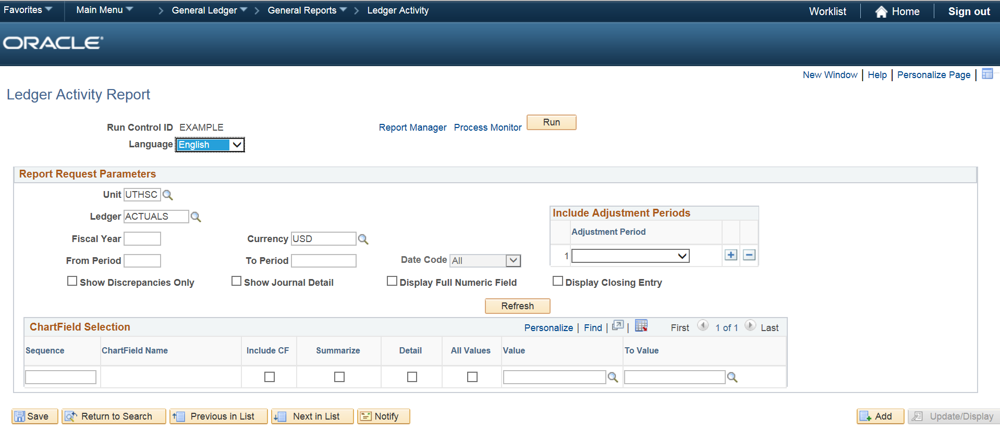 Favorites Main Menu General Ledger General Reports Ledger Activity Worklist Home Sign out
ORACLE
New Window | Help | Personalize Page |
Ledger Activity Report
Run Control ID EXAMPLE Report Manager Process Monitor Run
Language English
Report Request Parameters
Unit UTHSC
Ledger ACTUALS
Include Adjustment Periods
Adjustment Period
1
Fiscal Year Currency USD
From Period To Period Date Code All
Show Discrepancies Only Show Journal Detail Display Full Numeric Field Display Closing Entry
Refresh
ChartField Selection Personalize | Find | | First 1 of 1 Last
Sequence ChartField Name Include CF Summarize Detail All Values Value To Value
Save Return to Search Previous in List Next in List Notify Add Update/Display